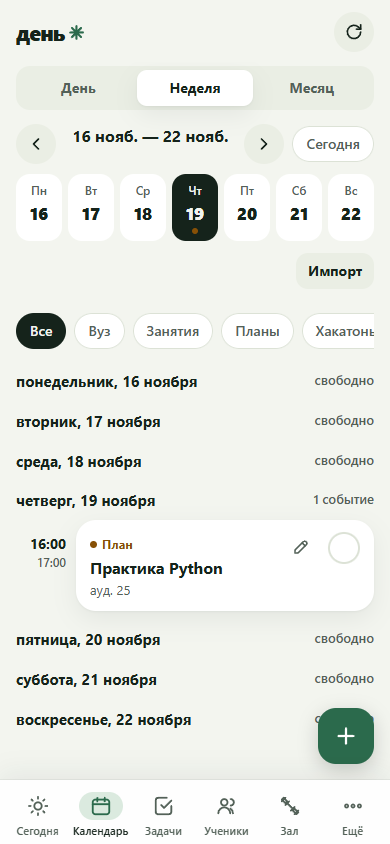 день
День Неделя Месяц
16 нояб. — 22 нояб. Сегодня
Пн Вт Ср Чт Пт Сб Вс
16 17 18 19 20 21 22
Импорт
Все Вуз Занятия Планы
понедельник, 16 ноября свободно
вторник, 17 ноября свободно
среда, 18 ноября свободно
четверг, 19 ноября 1 событие
16:00 План
17:00 Практика Python
ауд. 25
пятница, 20 ноября свободно
суббота, 21 ноября свободно
воскресенье, 22 ноября
Сегодня Календарь Задачи Ученики Зал Ещё